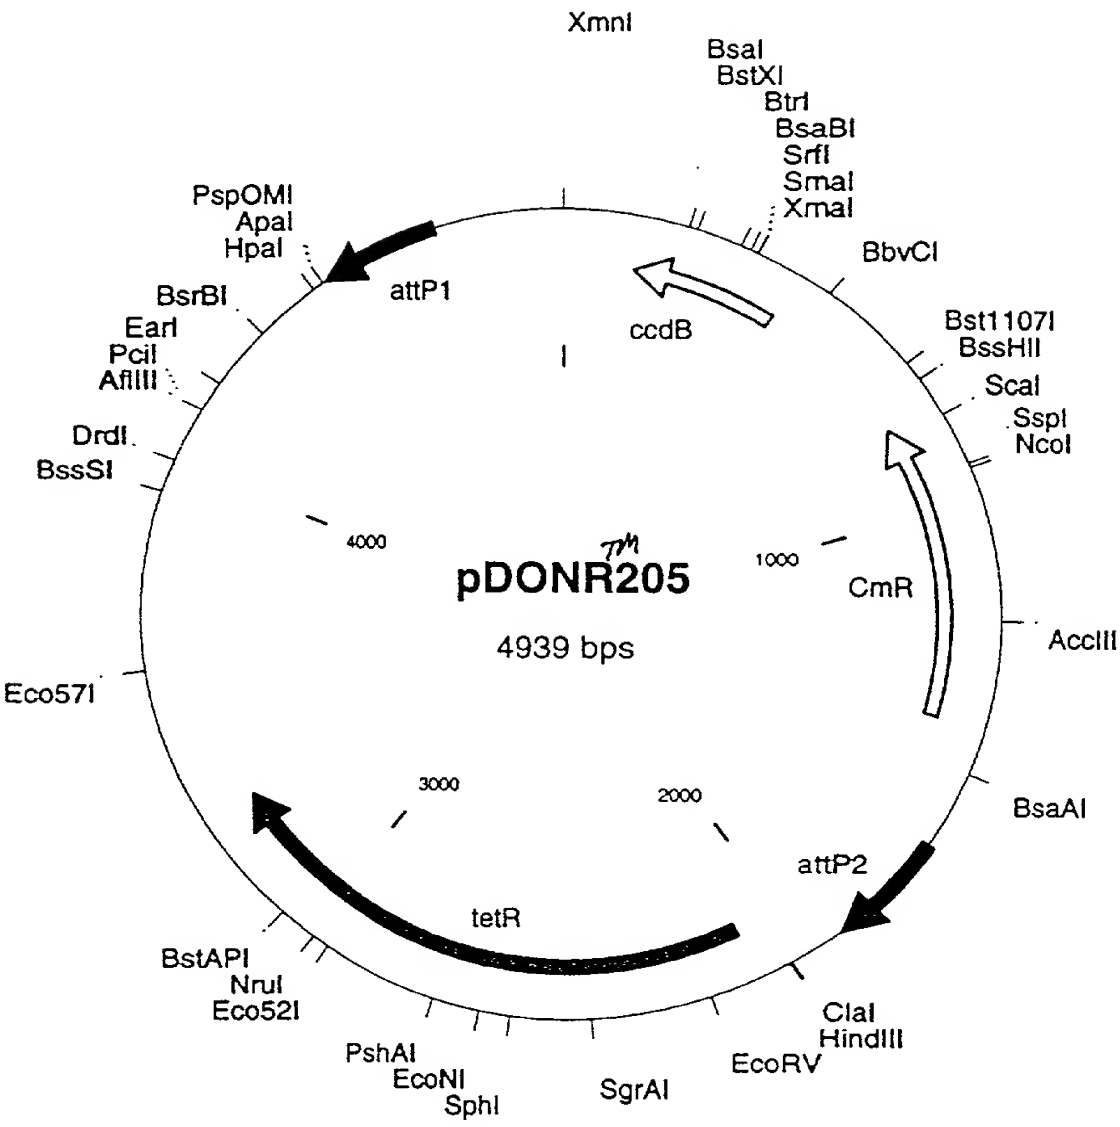 XmnI
BsaI
BstXI
BtrI
BsaBI
SrfI
SmaI
XmaI
BbvCI
Bst1107I
BssHII
ScaI
SspI
NcoI
PspOMI
ApaI
HpaI
BsrBI
EarI
PciI
AflIII
DrdI
BssSI
Eco57I
attP1
ccdB
4000
1000
TM
pDONR205
4939 bps
CmR
AccIII
BsaAI
3000
2000
attP2
tetR
BstAPI
NruI
Eco52I
PshAI
EcoNI
SphI
SgrAI
EcoRV
ClaI
HindIII